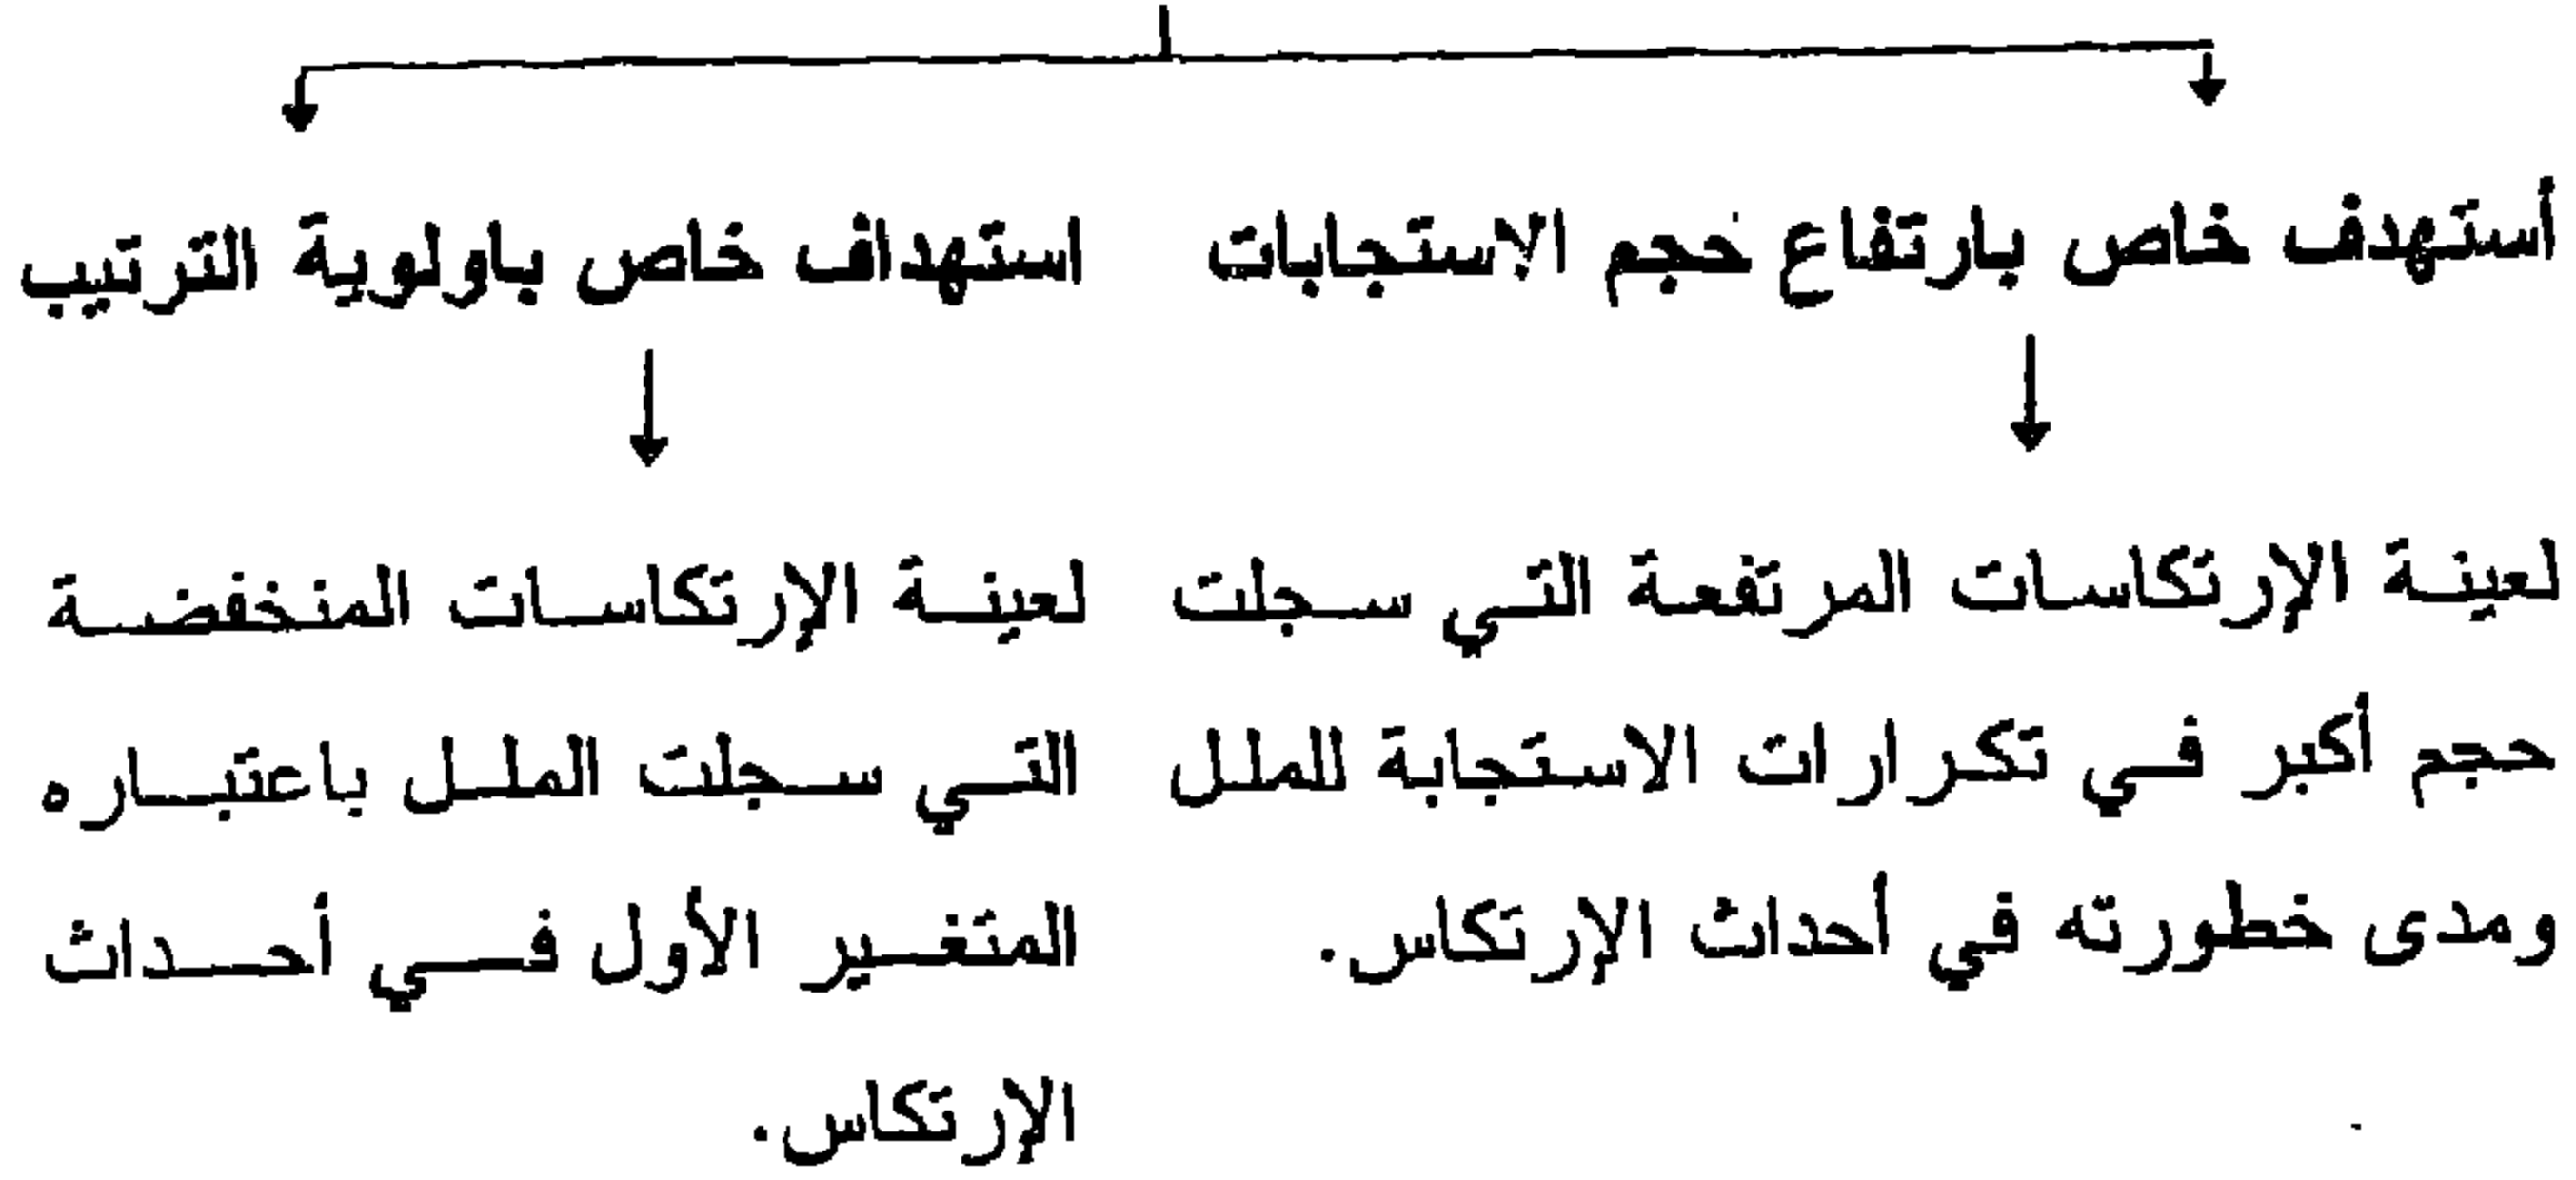 أستهدف خاص بارتفاع حجم الاستجابات
لعينة الإرتكاسات المرتفعة التي سجلت
حجم أكبر في تكرارات الاستجابة للملل
ومدى خطورته في أحداث الإرتكاس.
استهداف خاص باولوية الترتيب
لعينة الإرتكاسات المنخفضة
التي سجلت الملل باعتباره
المتغير الأول في أحداث
الإرتكاس.